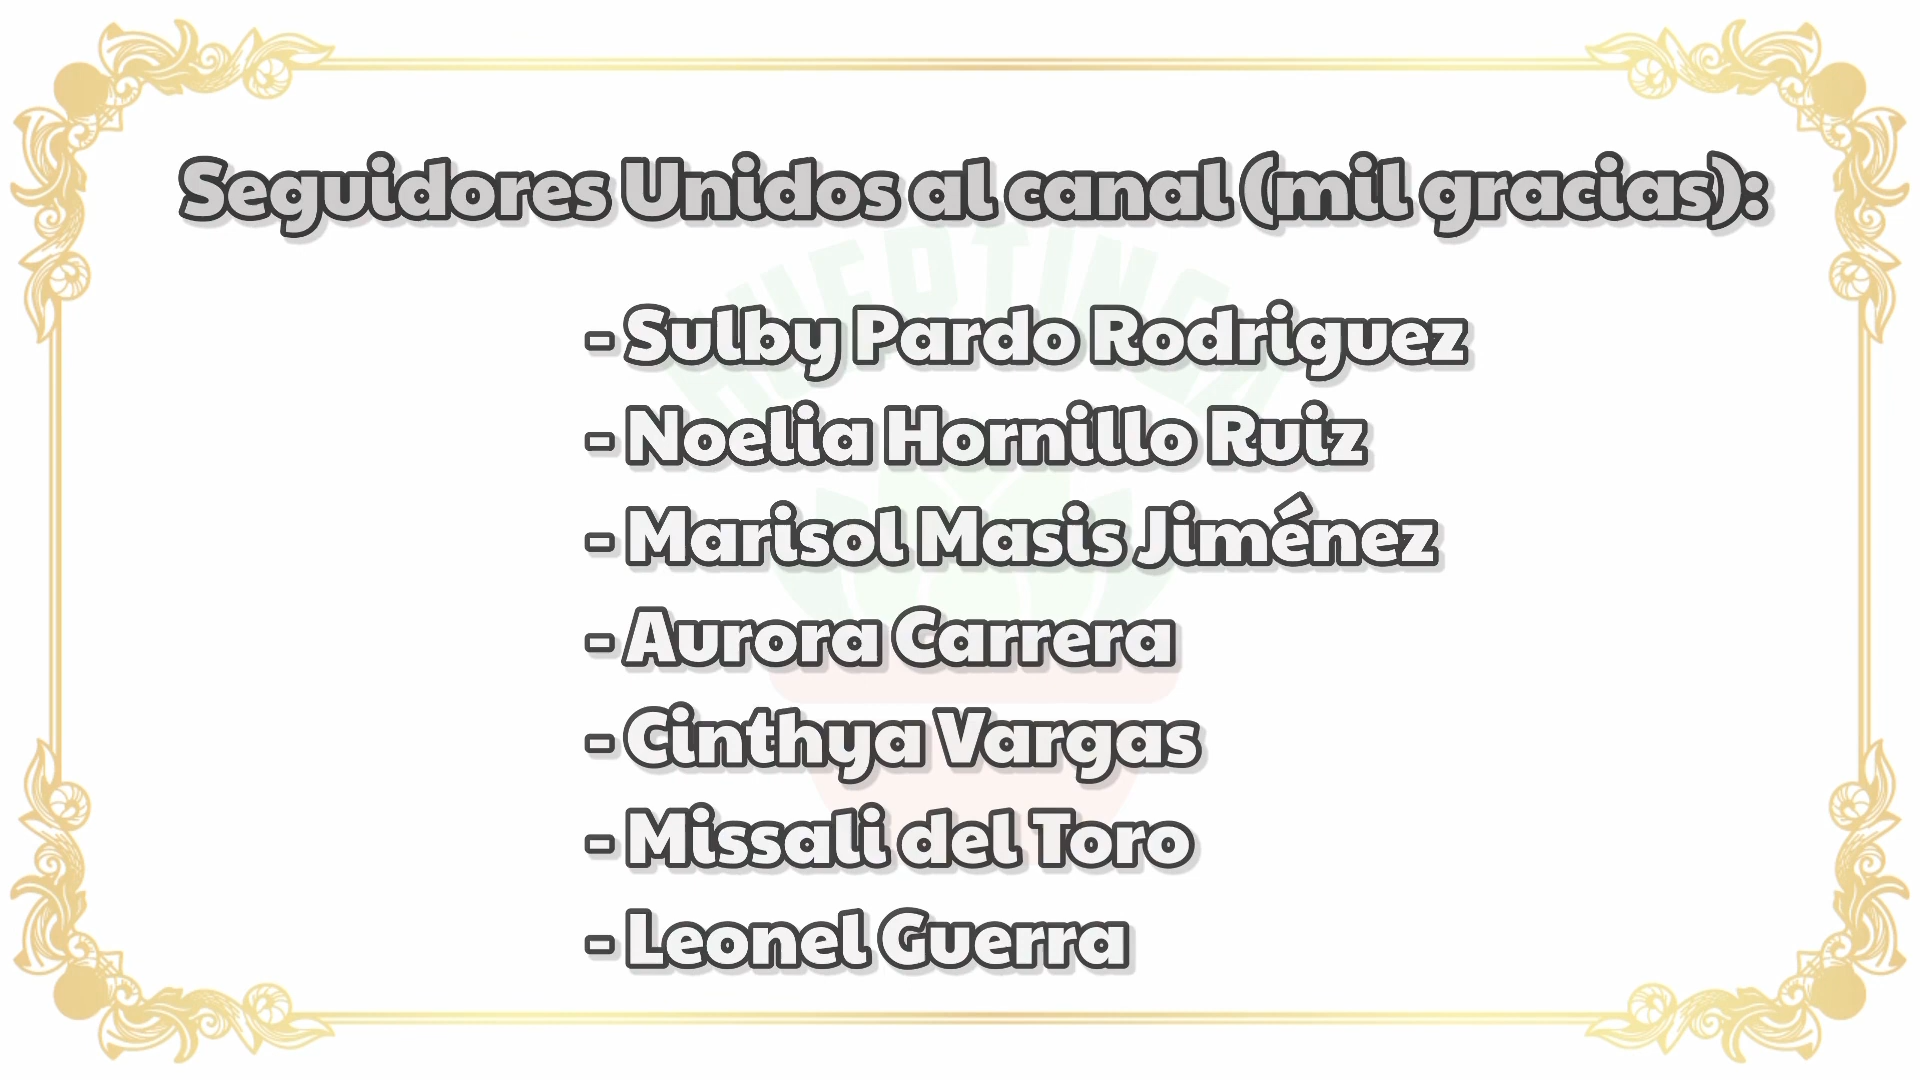 Seguidores Unidos al canal (mil gracias):
HUERTINGA
- Sulby Pardo Rodriguez
- Noelia Hornillo Ruiz
- Marisol Masis Jiménez
- Aurora Carrera
- Cinthya Vargas
- Missali del Toro
- Leonel Guerra